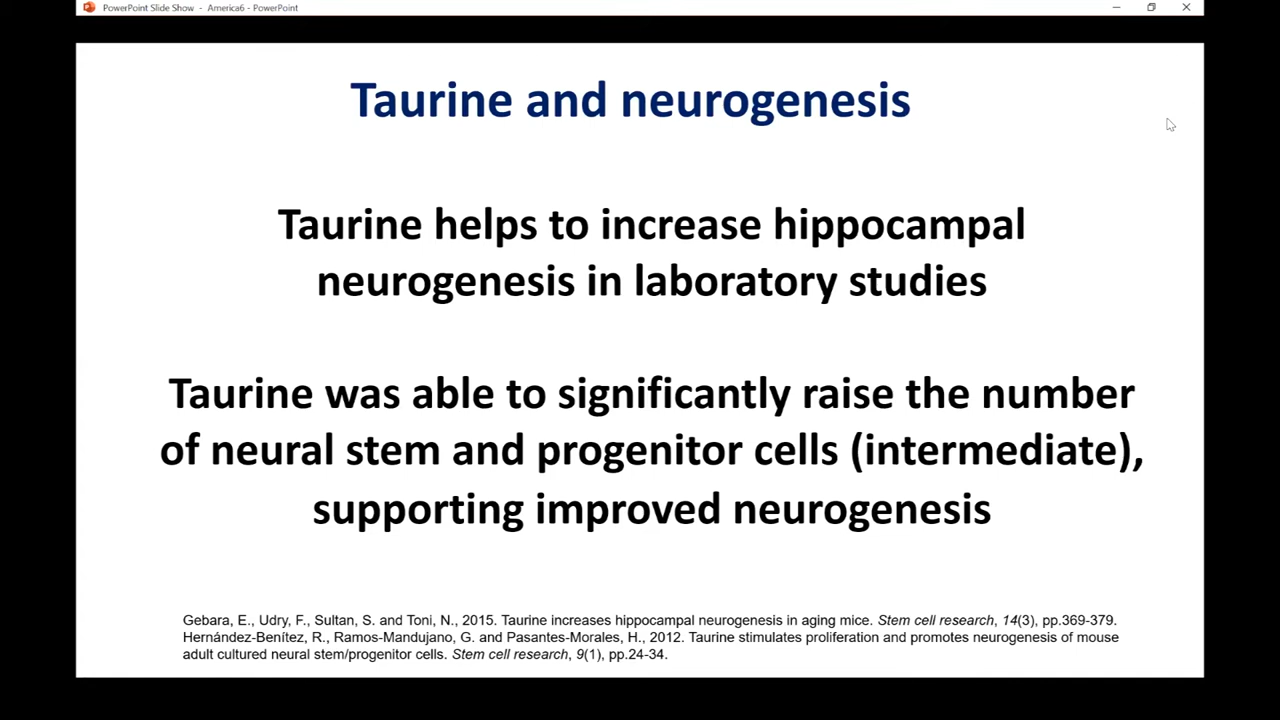 PowerPoint Slide Show - America6 - PowerPoint
Taurine and neurogenesis
Taurine helps to increase hippocampal
neurogenesis in laboratory studies
Taurine was able to significantly raise the number
of neural stem and progenitor cells (intermediate),
supporting improved neurogenesis
Gebara, E., Udry, F., Sultan, S. and Toni, N., 2015. Taurine increases hippocampal neurogenesis in aging mice. Stem cell research, 14(3), pp.369-379.
Hernández-Benítez, R., Ramos-Mandujano, G. and Pasantes-Morales, H., 2012. Taurine stimulates proliferation and promotes neurogenesis of mouse
adult cultured neural stem/progenitor cells. Stem cell research, 9(1), pp.24-34.